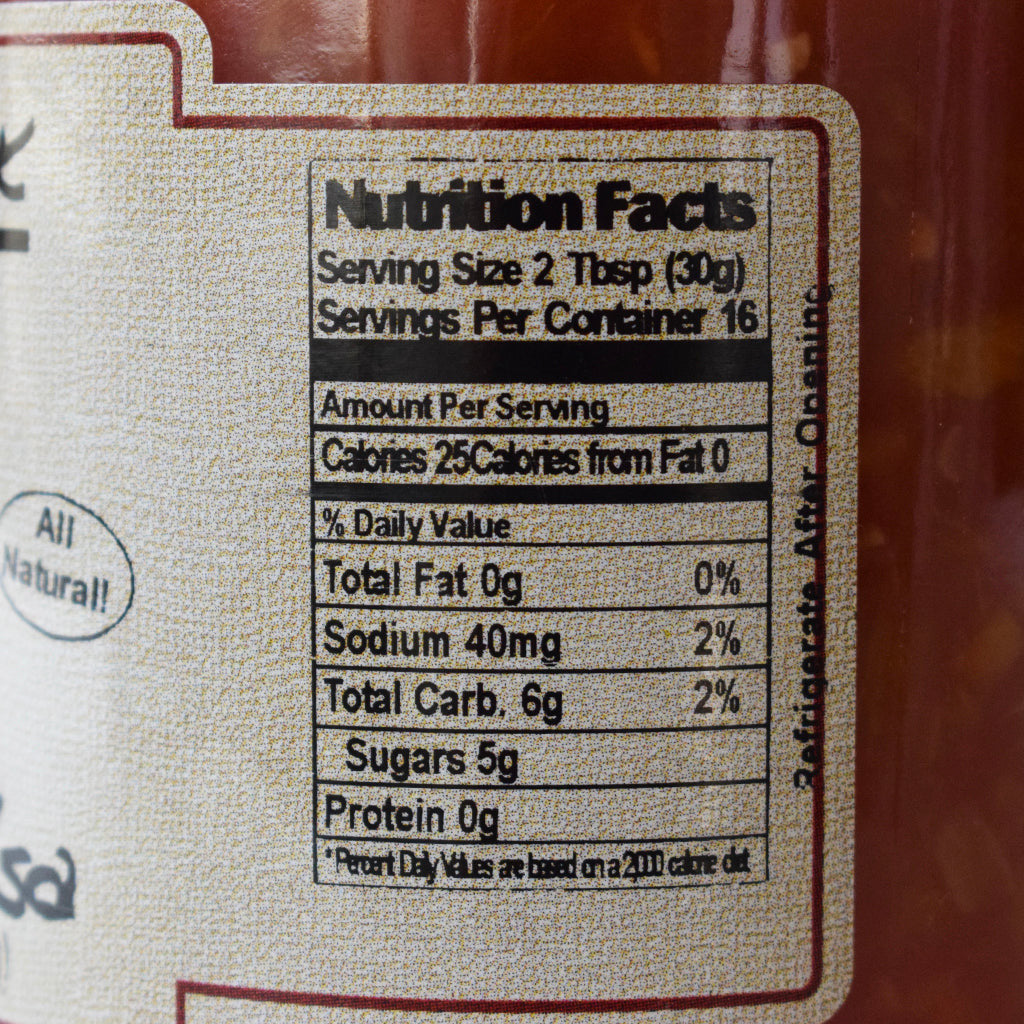 Nutrition Facts
Serving Size 2 Tbsp (30g)
Servings Per Container 16
Amount Per Serving
Calories 25Calories from Fat 0
% Daily Value
Total Fat 0g 0%
Sodium 40mg 2%
Total Carb. 6g 2%
Sugars 5g
Protein 0g
* Percent Daily Values are based on a 2,000 calorie diet
Refrigerate After Opening
All
Natural!